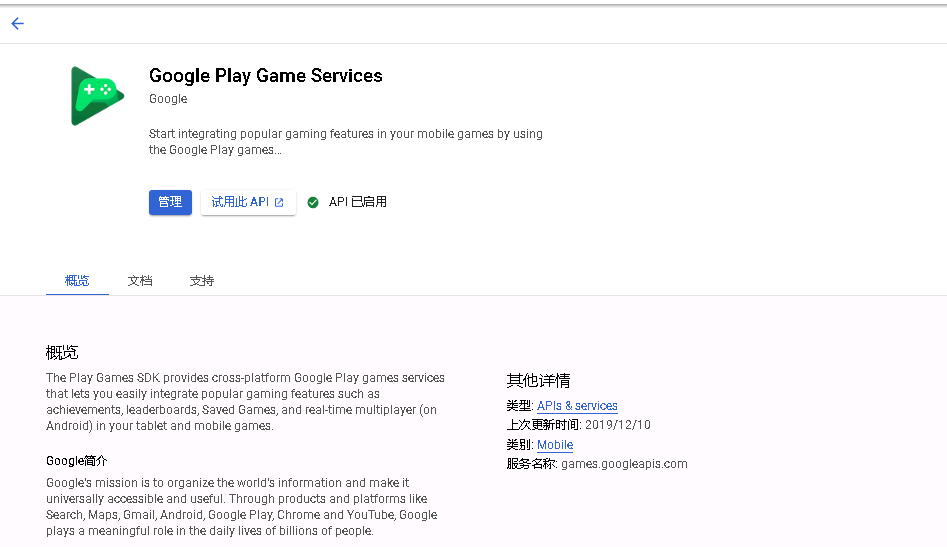 Google Play Game Services
Google
Start integrating popular gaming features in your mobile games by using
the Google Play games...
管理
试用此 API
API 已启用
概览
文档
支持
概览
The Play Games SDK provides cross-platform Google Play games services
that lets you easily integrate popular gaming features such as
achievements, leaderboards, Saved Games, and real-time multiplayer (on
Android) in your tablet and mobile games.
Google简介
Google's mission is to organize the world's information and make it
universally accessible and useful. Through products and platforms like
Search, Maps, Gmail, Android, Google Play, Chrome and YouTube, Google
plays a meaningful role in the daily lives of billions of people.
其他详情
类型: APIs & services
上次更新时间: 2019/12/10
类别: Mobile
服务名称: games.googleapis.com